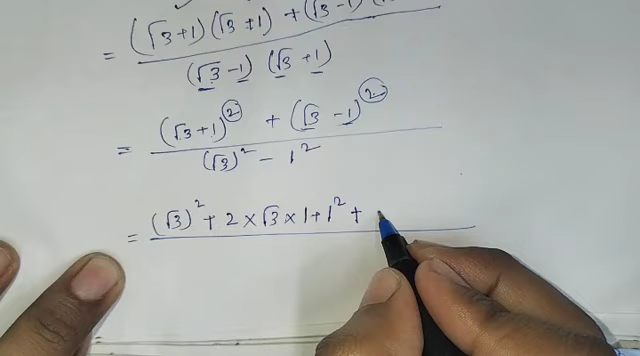 = (√3+1)(√3+1) + (√3-1)(√
(√3-1) (√3+1)
= (√3+1)² + (√3-1)²
(√3)² - 1²
= (√3)² + 2×√3×1+1² +